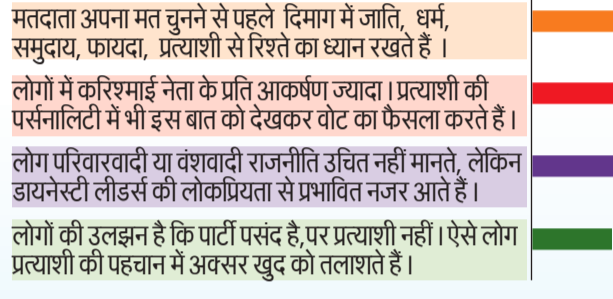 मतदाता अपना मत चुनने से पहले दिमाग में जाति, धर्म,
समुदाय, फायदा, प्रत्याशी से रिश्ते का ध्यान रखते हैं ।
लोगों में करिश्माई नेता के प्रति आकर्षण ज्यादा । प्रत्याशी की
पर्सनालिटी में भी इस बात को देखकर वोट का फैसला करते हैं ।
लोग परिवारवादी या वंशवादी राजनीति उचित नहीं मानते, लेकिन
डायनेस्टी लीडर्स की लोकप्रियता से प्रभावित नजर आते हैं ।
लोगों की उलझन है कि पार्टी पसंद है,पर प्रत्याशी नहीं । ऐसे लोग
प्रत्याशी की पहचान में अक्सर खुद को तलाशते हैं ।